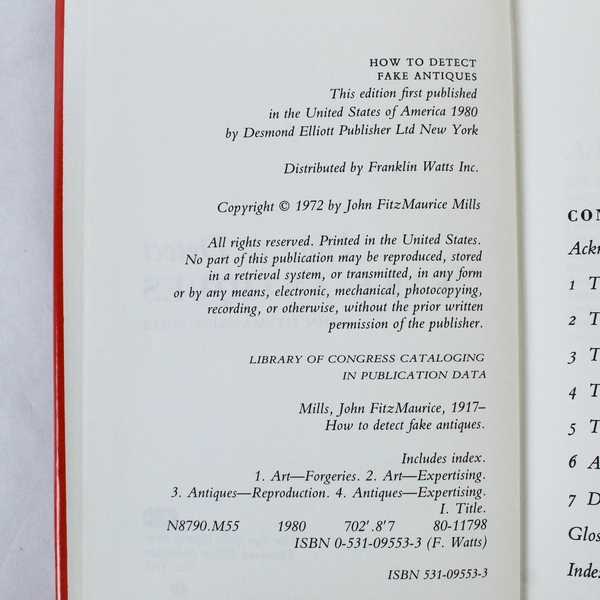 HOW TO DETECT
FAKE ANTIQUES
This edition first published
in the United States of America 1980
by Desmond Elliott Publisher Ltd New York
Distributed by Franklin Watts Inc.
Copyright © 1972 by John FitzMaurice Mills
All rights reserved. Printed in the United States.
No part of this publication may be reproduced, stored
in a retrieval system, or transmitted, in any form
or by any means, electronic, mechanical, photocopying,
recording, or otherwise, without the prior written
permission of the publisher.
LIBRARY OF CONGRESS CATALOGING
IN PUBLICATION DATA
Mills, John FitzMaurice, 1917–
How to detect fake antiques.
Includes index.
1. Art—Forgeries. 2. Art—Expertising.
3. Antiques—Reproduction. 4. Antiques—Expertising.
I. Title.
N8790.M55 1980 702'.8'7 80-11798
ISBN 0-531-09553-3 (F. Watts)
ISBN 531-09553-3
CON
Ackn
1 T
2 T
3 T
4 T
5 T
6 A
7 D
Glos
Inde